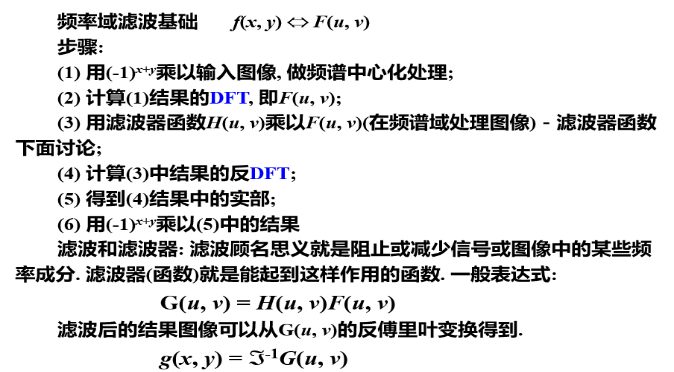 频率域滤波基础 f(x, y) ⇔ F(u, v)
步骤:
(1) 用(-1)ˣ⁺ʸ乘以输入图像, 做频谱中心化处理;
(2) 计算(1)结果的DFT, 即F(u, v);
(3) 用滤波器函数H(u, v)乘以F(u, v)(在频谱域处理图像) - 滤波器函数
下面讨论;
(4) 计算(3)中结果的反DFT;
(5) 得到(4)结果中的实部;
(6) 用(-1)ˣ⁺ʸ乘以(5)中的结果
滤波和滤波器: 滤波顾名思义就是阻止或减少信号或图像中的某些频
率成分. 滤波器(函数)就是能起到这样作用的函数. 一般表达式:
G(u, v) = H(u, v)F(u, v)
滤波后的结果图像可以从G(u, v)的反傅里叶变换得到.
g(x, y) = ℑ⁻¹G(u, v)